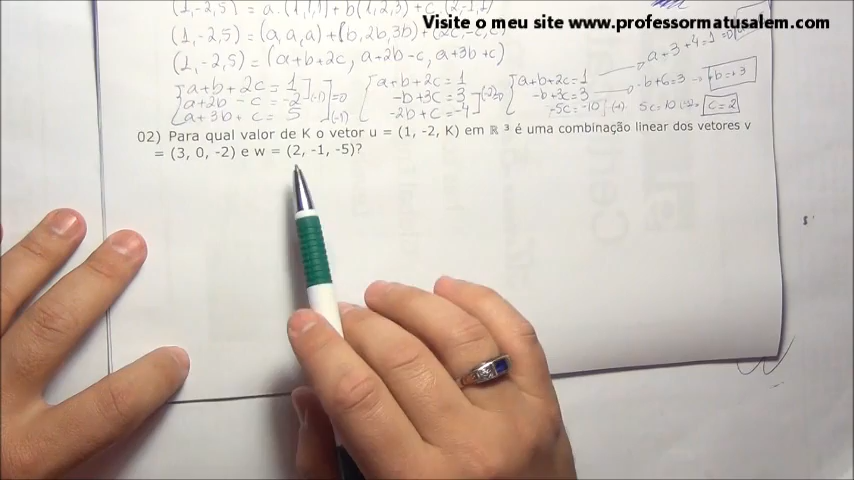 (1,-2,5) = a.(1,1,1) + b(1,2,3) + c.(2,-1,1
Visite o meu site www.professormatusalem.com
(1,-2,5) = (a,a,a) + (b,2b,3b) + (2c,-c,c)
(1,-2,5) = (a+b+2c, a+2b-c, a+3b+c)
a+3+4=1
a+b+2c=1 a+b+2c=1 a+b+2c=1
a+2b-c=-2 -b+3c=3 -b+3c=3 -b+6=3 b=+3
a+3b+c=5 -2b+c=-4 -5c=-10 5c=10 c=2
02) Para qual valor de K o vetor u = (1, -2, K) em ℝ ³ é uma combinação linear dos vetores v
= (3, 0, -2) e w = (2, -1, -5)?